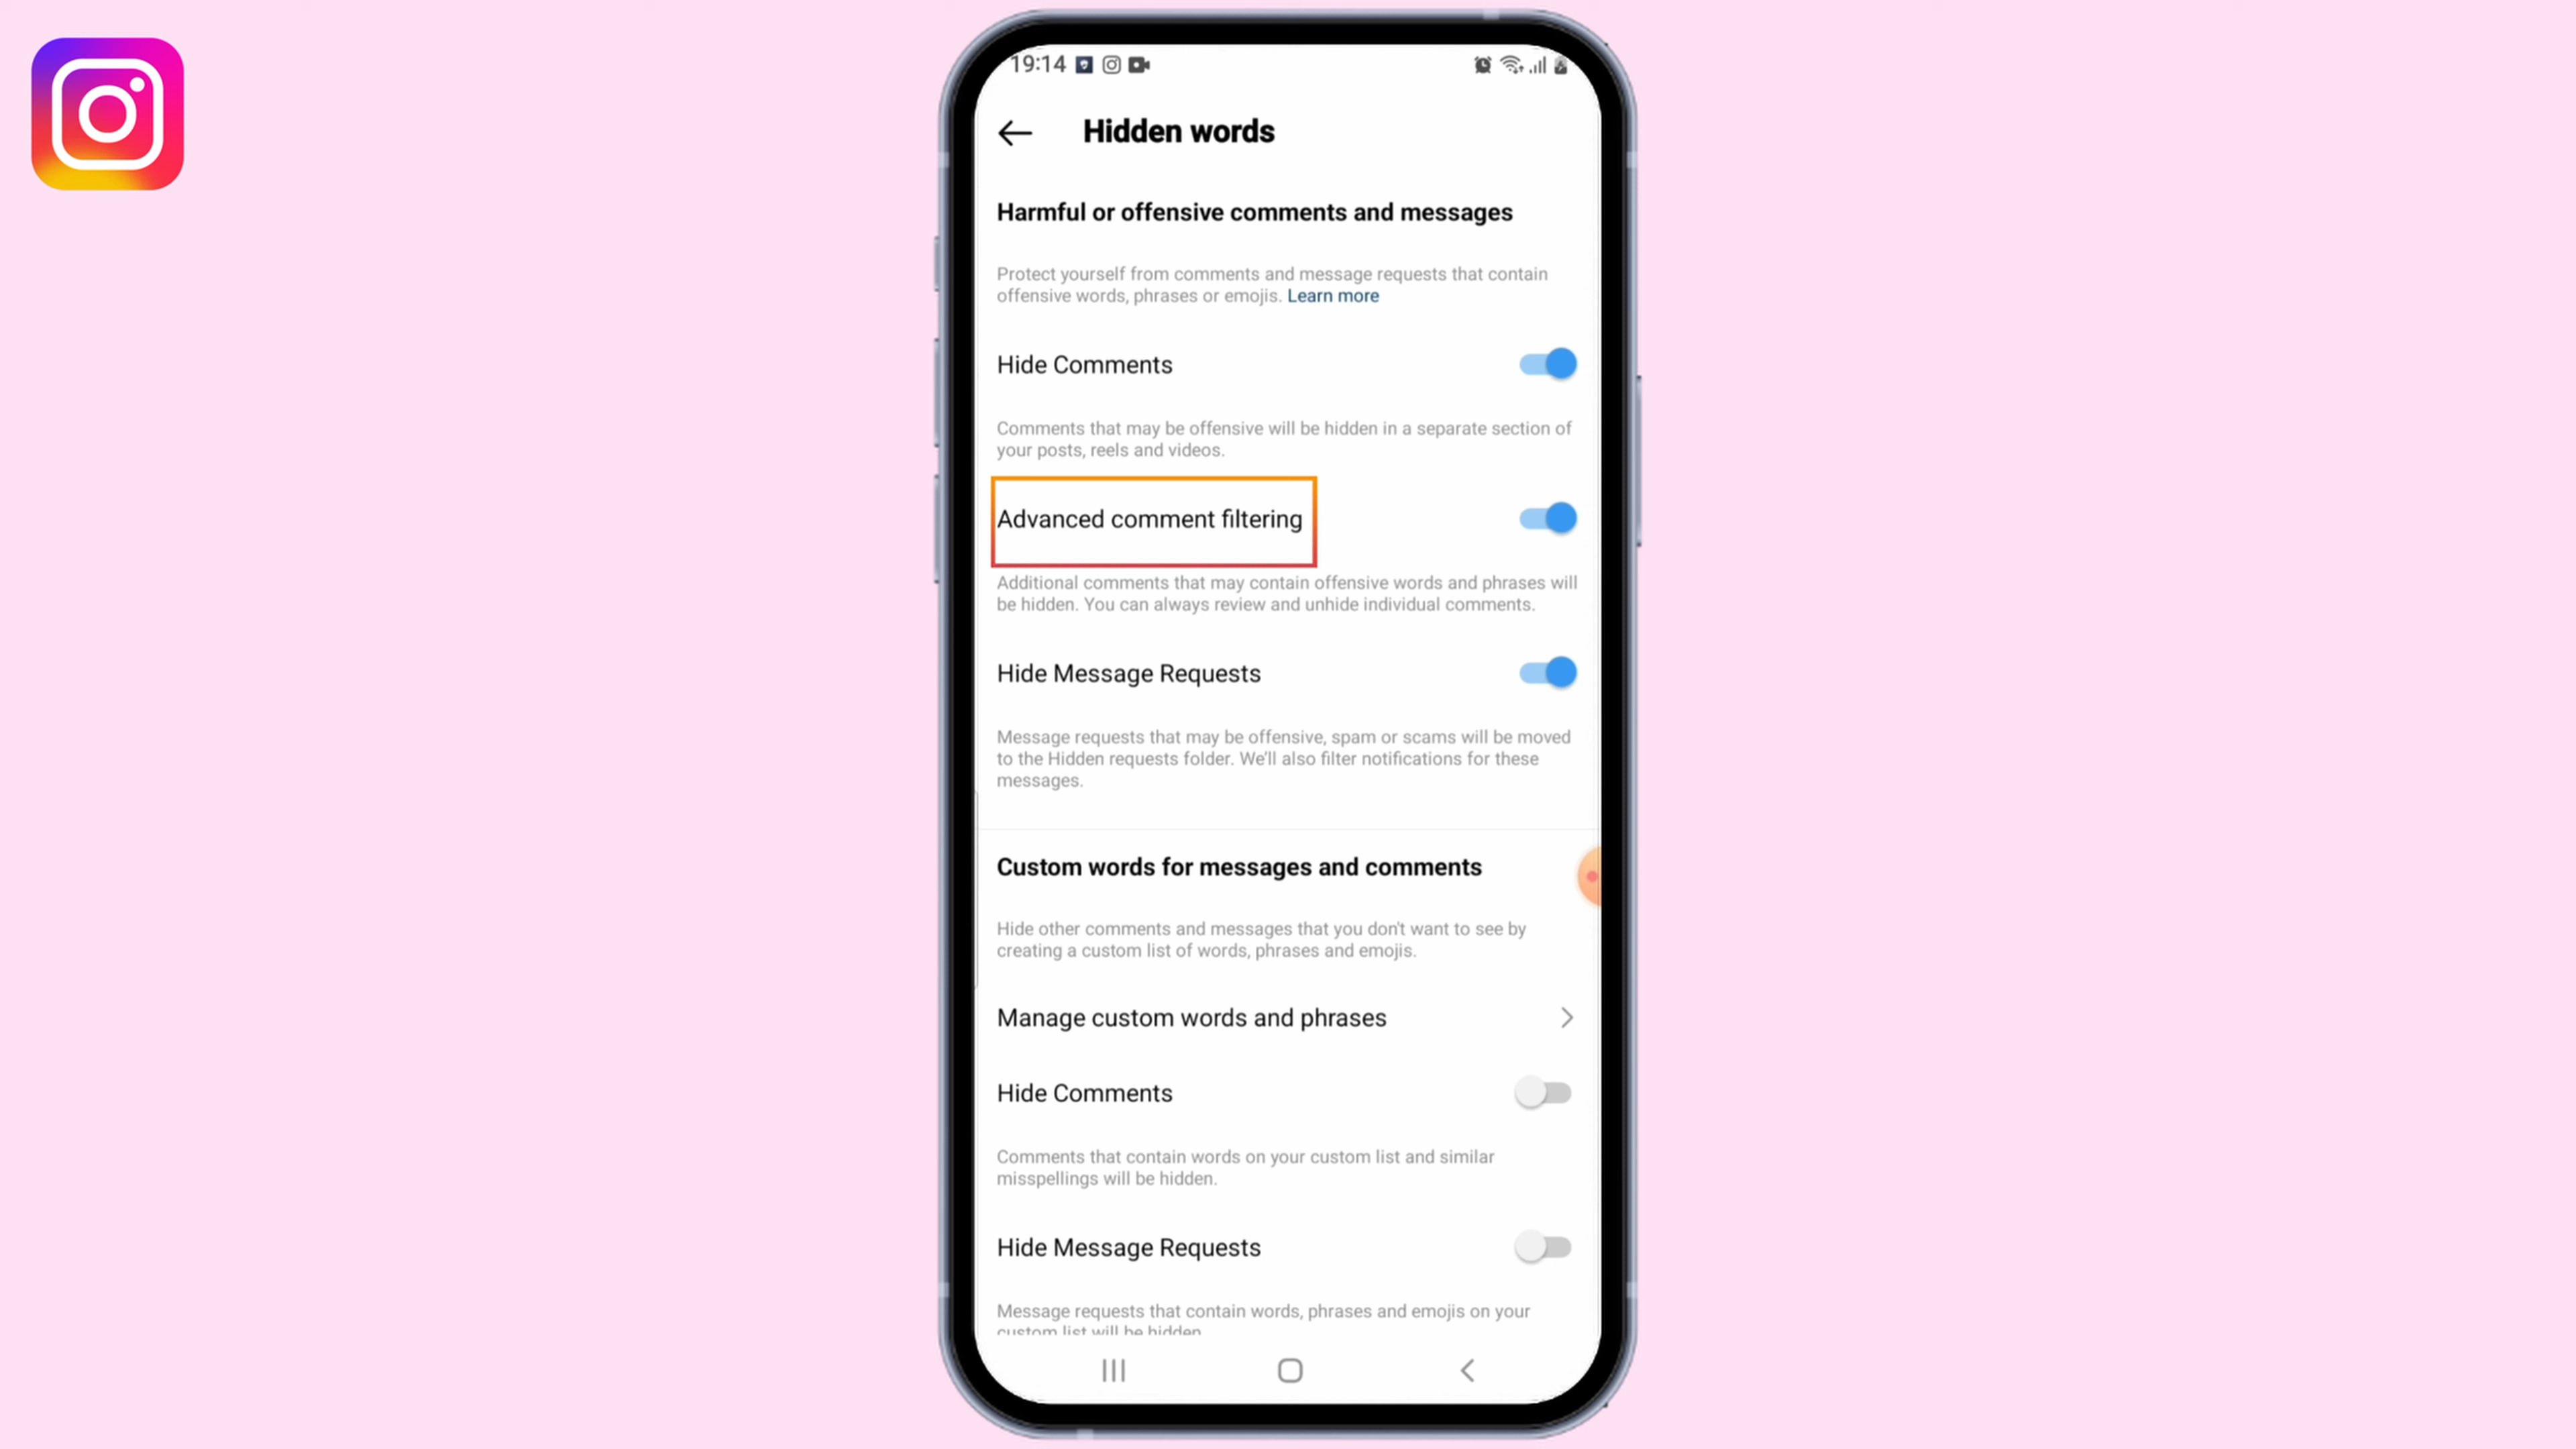 19:14
Hidden words
Harmful or offensive comments and messages
Protect yourself from comments and message requests that contain
offensive words, phrases or emojis. Learn more
Hide Comments
Comments that may be offensive will be hidden in a separate section of
your posts, reels and videos.
Advanced comment filtering
Additional comments that may contain offensive words and phrases will
be hidden. You can always review and unhide individual comments.
Hide Message Requests
Message requests that may be offensive, spam or scams will be moved
to the Hidden requests folder. We'll also filter notifications for these
messages.
Custom words for messages and comments
Hide other comments and messages that you don't want to see by
creating a custom list of words, phrases and emojis.
Manage custom words and phrases
Hide Comments
Comments that contain words on your custom list and similar
misspellings will be hidden.
Hide Message Requests
Message requests that contain words, phrases and emojis on your
custom list will be hidden